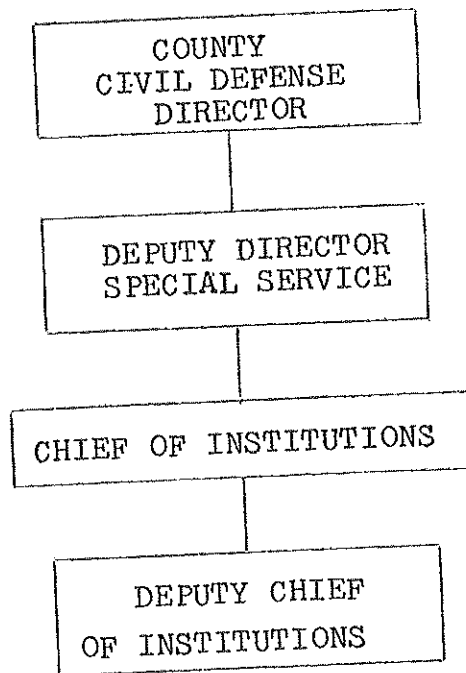 COUNTY
CIVIL DEFENSE
DIRECTOR
DEPUTY DIRECTOR
SPECIAL SERVICE
CHIEF OF INSTITUTIONS
DEPUTY CHIEF
OF INSTITUTIONS